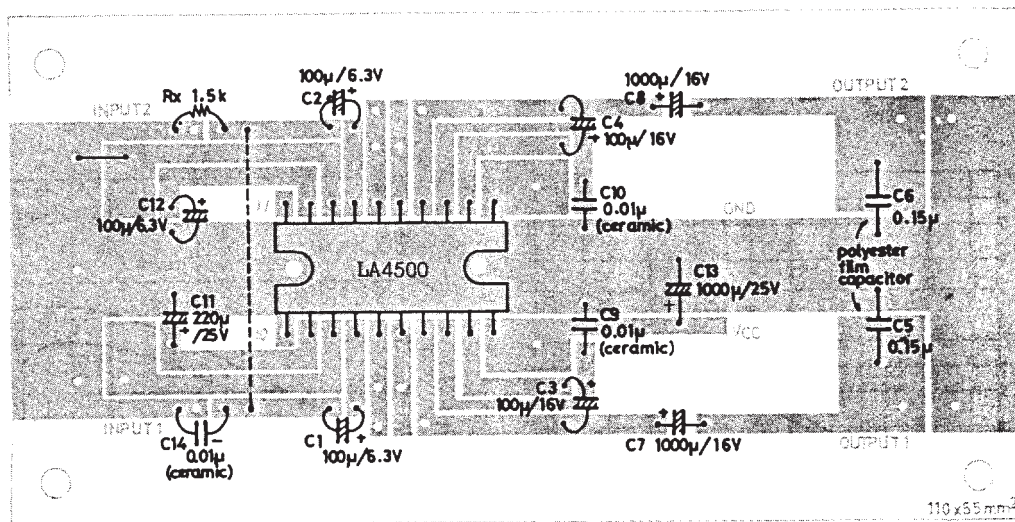 100μ/6.3V
C2
1000μ/16V
C8
OUTPUT 2
Rx 1.5k
INPUT2
C4
100μ/16V
C12
100μ/6.3V
C10
0.01μ
(ceramic)
GND
C6
0.15μ
LA4500
polyester
film
capacitor
C13
1000μ/25V
C11
220μ
/25V
C9
0.01μ
(ceramic)
VCC
C5
0.15μ
C3
100μ/16V
INPUT1
C14
0.01μ
(ceramic)
C1
100μ/6.3V
C7 1000μ/16V
OUTPUT1
110x65mm²